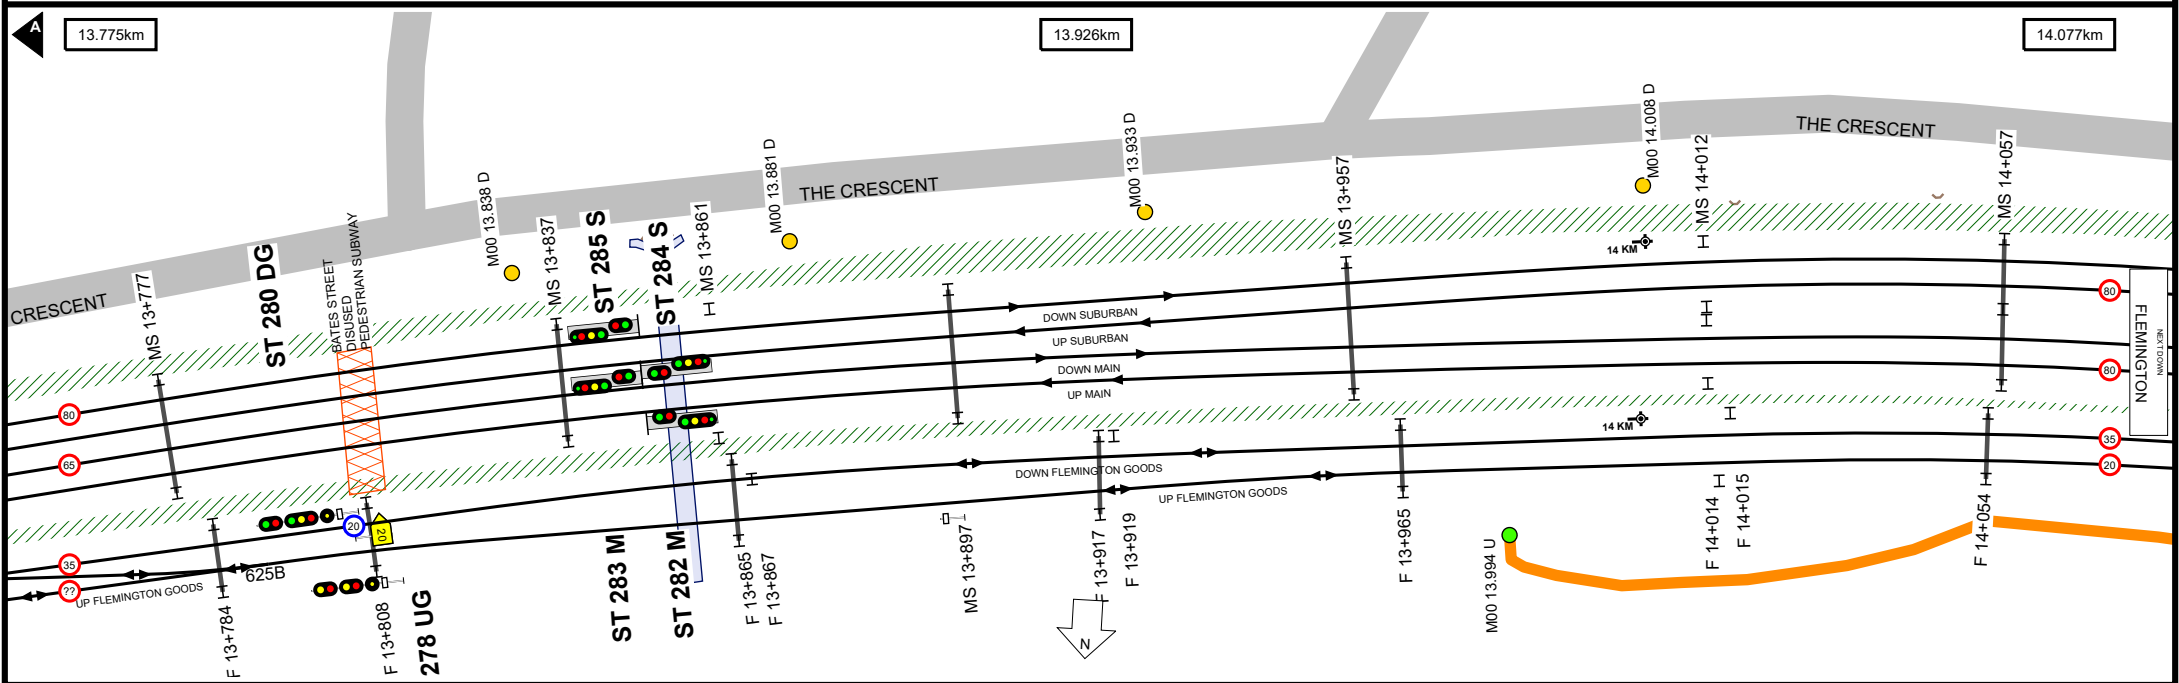 A
13.775km
13.926km
14.077km
THE CRESCENT
THE CRESCENT
CRESCENT
M00 13.838 D
M00 13.881 D
M00 13.933 D
M00 14.008 D
MS 13+777
ST 280 DG
BATES STREET
DISUSED
PEDESTRIAN SUBWAY
MS 13+837
ST 285 S
ST 284 S
MS 13+861
MS 13+957
MS 14+012
MS 14+057
14 KM
DOWN SUBURBAN
UP SUBURBAN
DOWN MAIN
UP MAIN
80
65
80
80
FLEMINGTON
NEXT DOWN
14 KM
DOWN FLEMINGTON GOODS
UP FLEMINGTON GOODS
35
20
20
20
35
??
625B
UP FLEMINGTON GOODS
F 13+784
F 13+808
278 UG
ST 283 M
ST 282 M
F 13+865
F 13+867
MS 13+897
F 13+917
F 13+919
N
F 13+965
M00 13.994 U
F 14+014
F 14+015
F 14+054